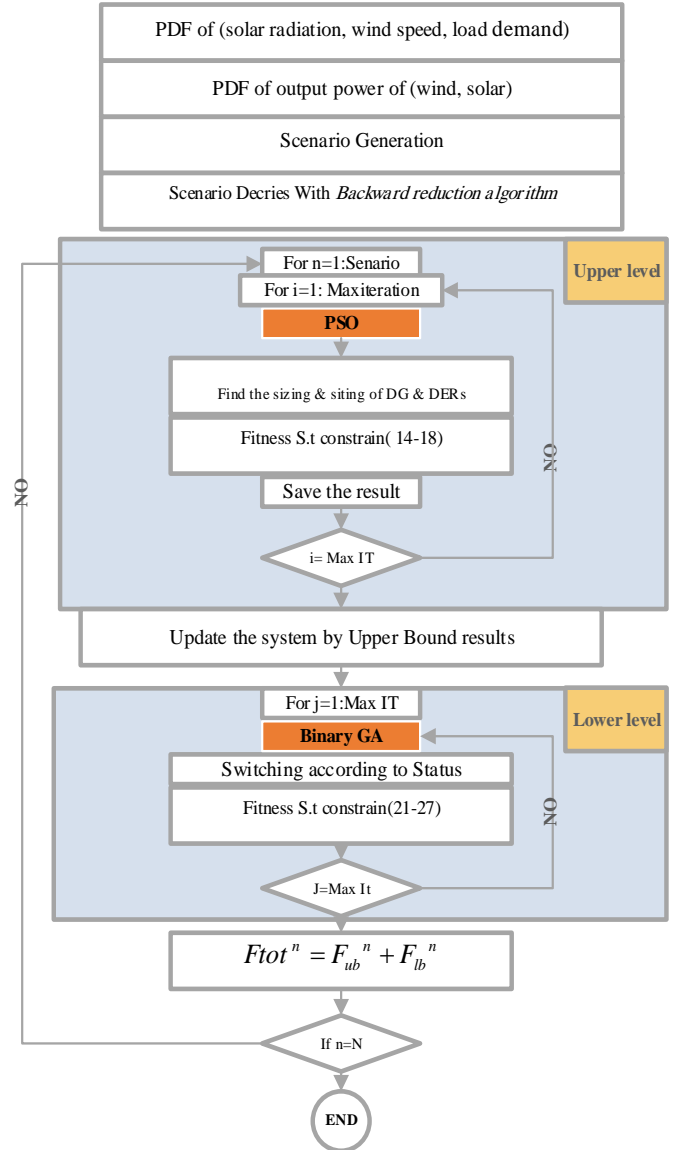 PDF of (solar radiation, wind speed, load demand)
PDF of output power of (wind, solar)
Scenario Generation
Scenario Decries With Backward reduction algorithm
Upper level
For n=1:Senario
For i=1: Maxiteration
PSO
Find the sizing & siting of DG & DERs
Fitness S.t constrain( 14-18)
NO
Save the result
NO
i= Max IT
Update the system by Upper Bound results
For j=1:Max IT
Lower level
Binary GA
Switching according to Status
Fitness S.t constrain(21-27)
NO
J=Max It
Ftot^n = F_ub^n + F_lb^n
If n=N
END